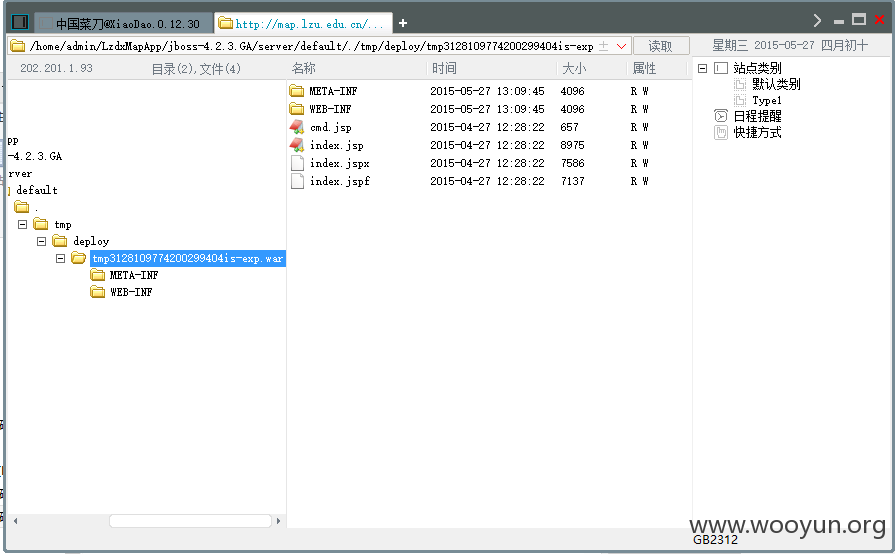 中国菜刀@XiaoDao.0.12.30
http://map.lzu.edu.cn/...
+
/home/admin/LzdxMapApp/jboss-4.2.3.GA/server/default/./tmp/deploy/tmp3128109774200299404is-exp
读取
星期三 2015-05-27 四月初十
202.201.1.93 目录(2),文件(4)
名称 时间 大小 属性
META-INF 2015-05-27 13:09:45 4096 R W
WEB-INF 2015-05-27 13:09:45 4096 R W
cmd.jsp 2015-04-27 12:28:22 657 R W
index.jsp 2015-04-27 12:28:22 8975 R W
index.jspx 2015-04-27 12:28:22 7586 R W
index.jspf 2015-04-27 12:28:22 7137 R W
pp
-4.2.3.GA
rver
default
.
tmp
deploy
tmp3128109774200299404is-exp.war
META-INF
WEB-INF
站点类别
默认类别
Type1
日程提醒
快捷方式
www.wooyun.org
GB2312